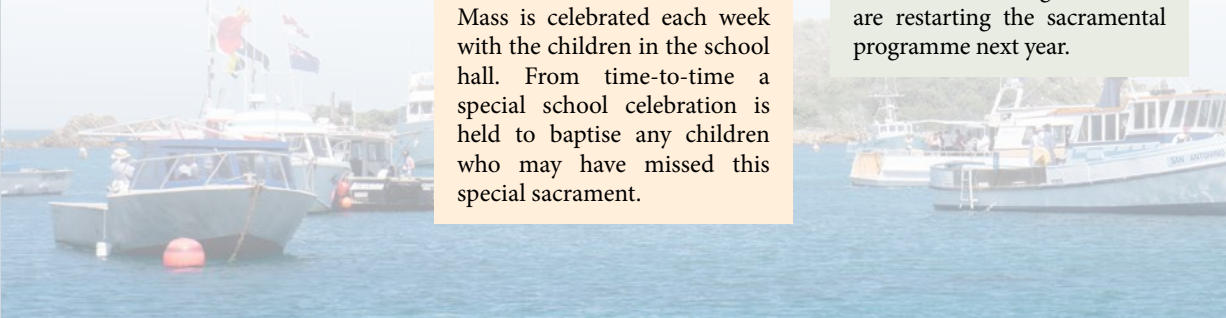 Mass is celebrated each week
with the children in the school
hall. From time-to-time a
special school celebration is
held to baptise any children
who may have missed this
special sacrament.
are restarting the sacramental
programme next year.
SAN ANTONINO